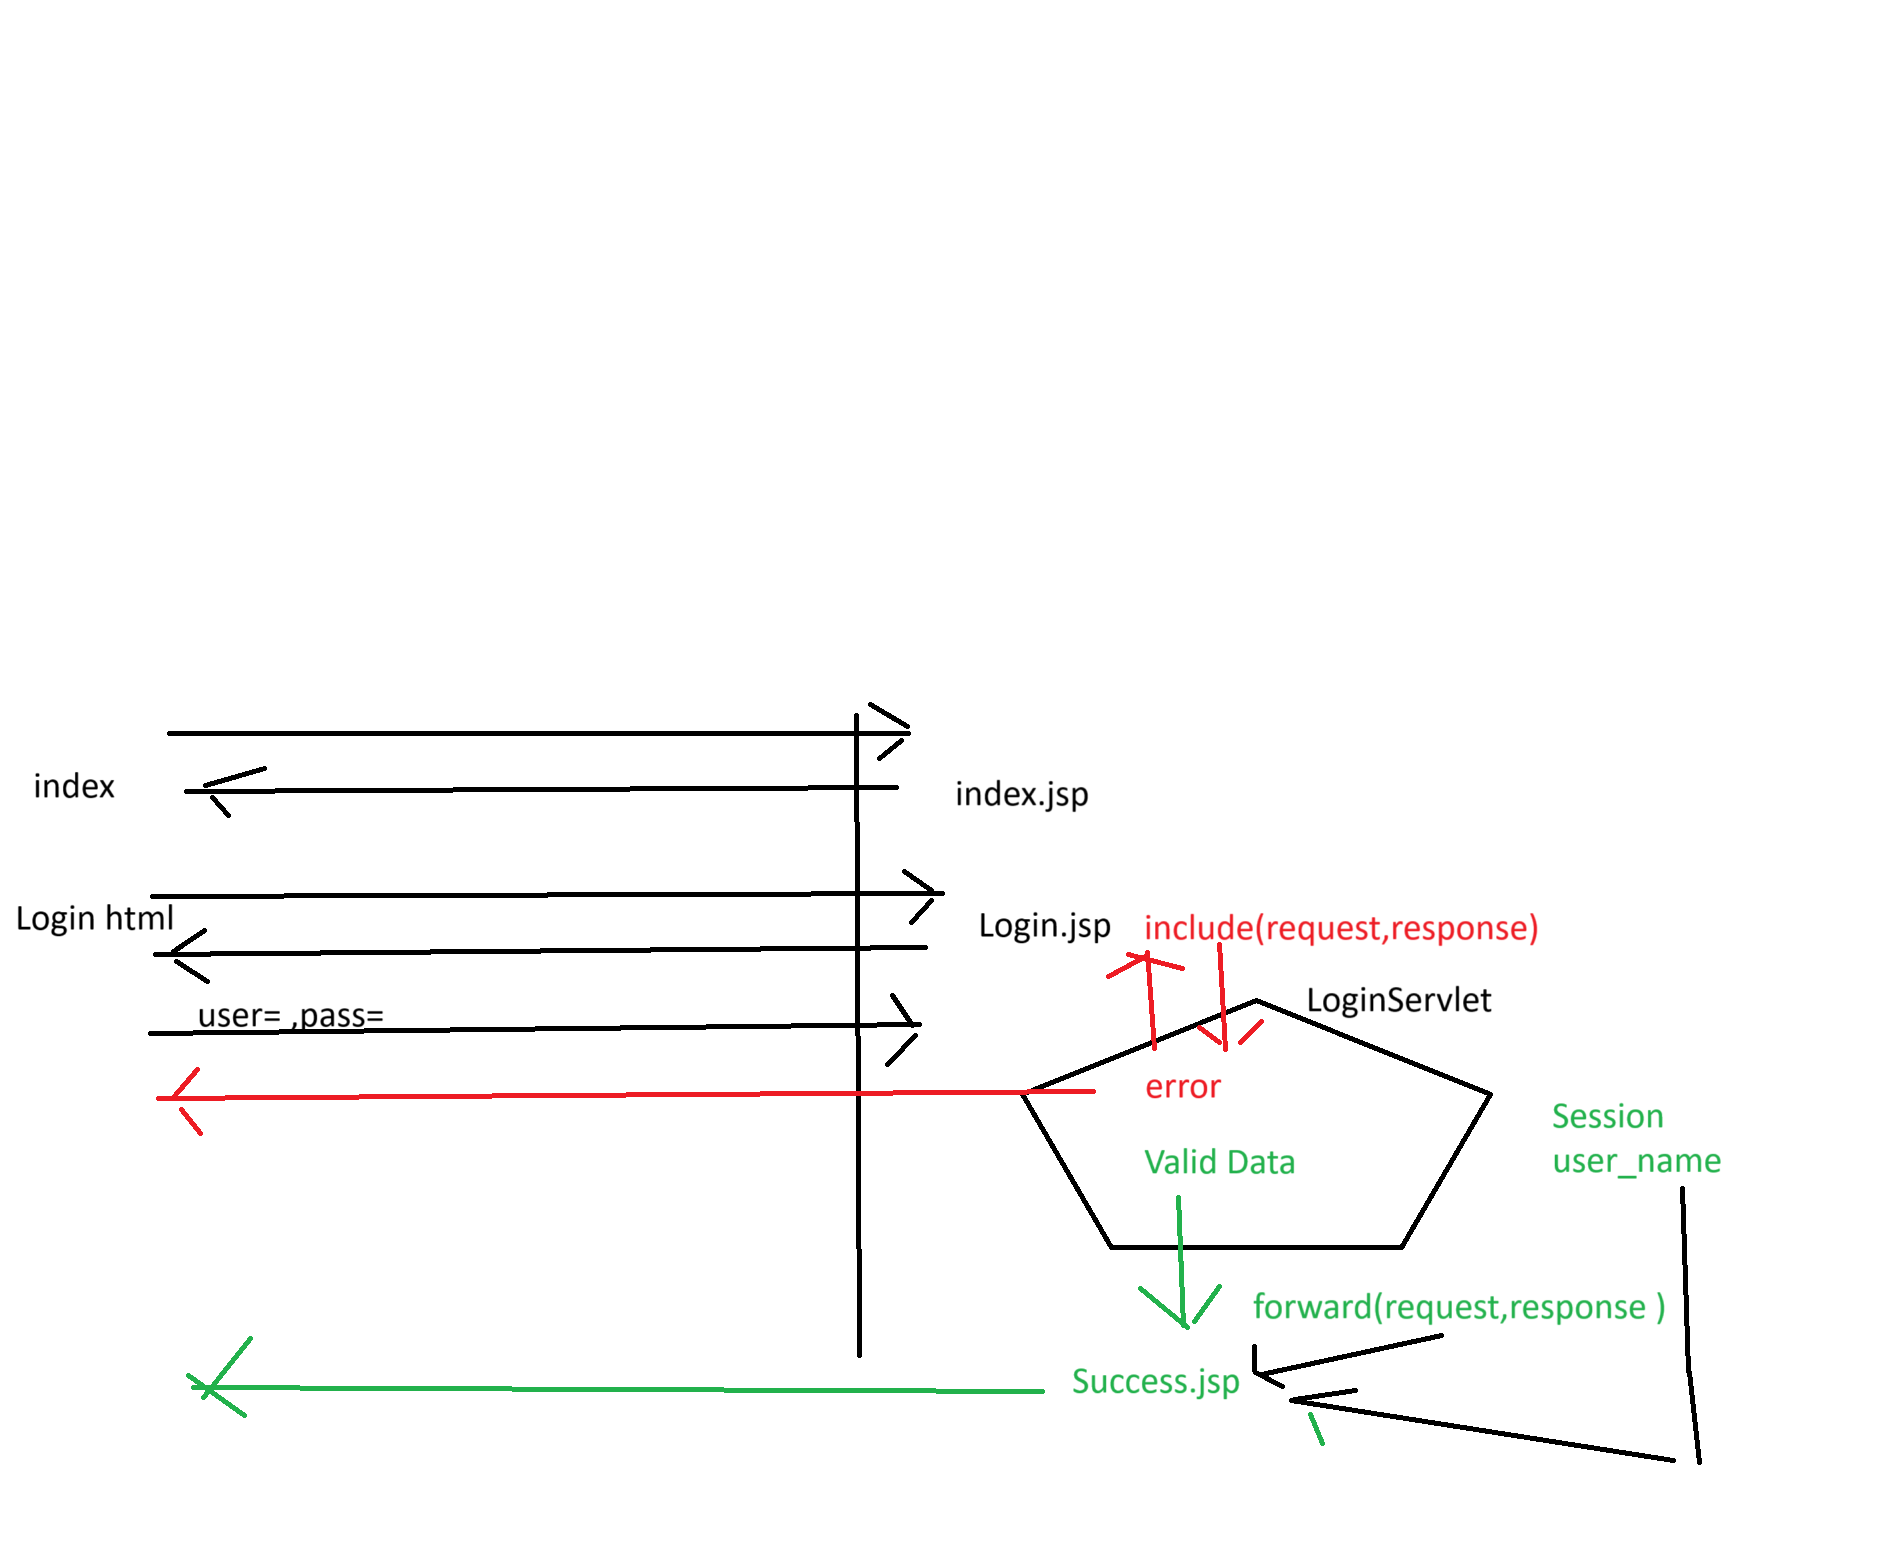 index
index.jsp
Login html
Login.jsp
include(request,response)
LoginServlet
user= ,pass=
error
Session
user_name
Valid Data
forward(request,response )
Success.jsp